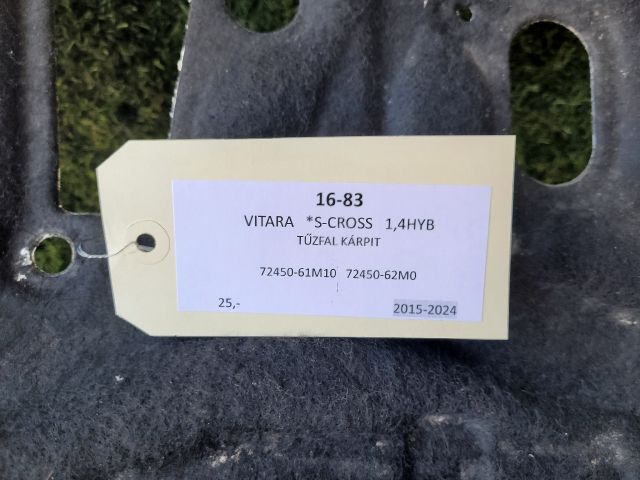 16-83
VITARA *S-CROSS 1,4HYB
TŰZFAL KÁRPIT
72450-61M10 72450-62M0
25,- 2015-2024